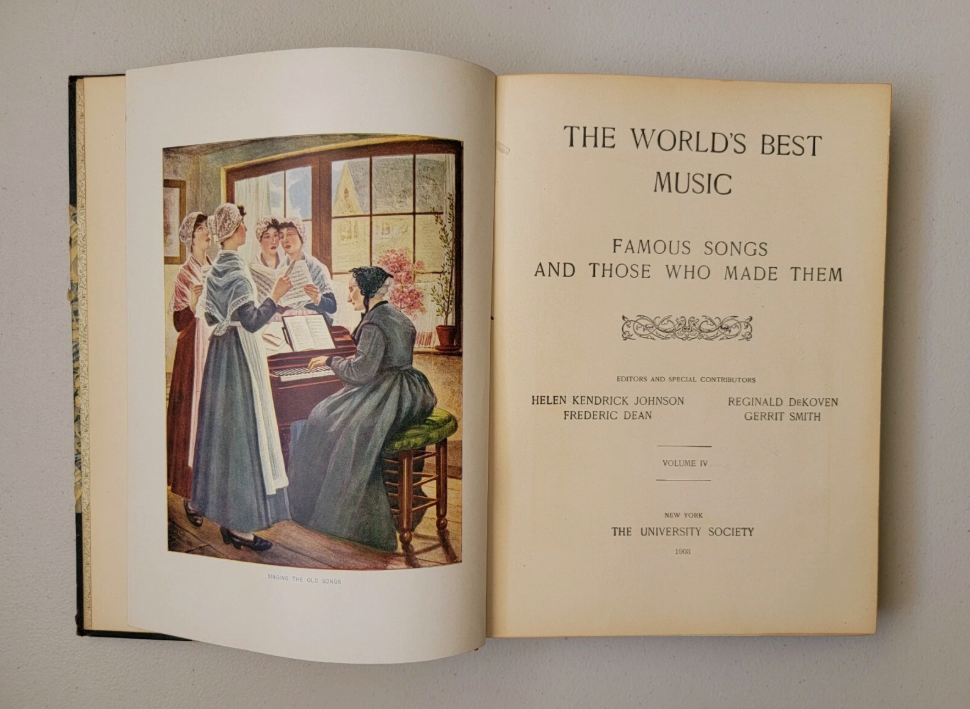 SINGING THE OLD SONGS
THE WORLD'S BEST
MUSIC
FAMOUS SONGS
AND THOSE WHO MADE THEM
EDITORS AND SPECIAL CONTRIBUTORS
HELEN KENDRICK JOHNSON
FREDERIC DEAN
REGINALD DeKOVEN
GERRIT SMITH
VOLUME IV
NEW YORK
THE UNIVERSITY SOCIETY